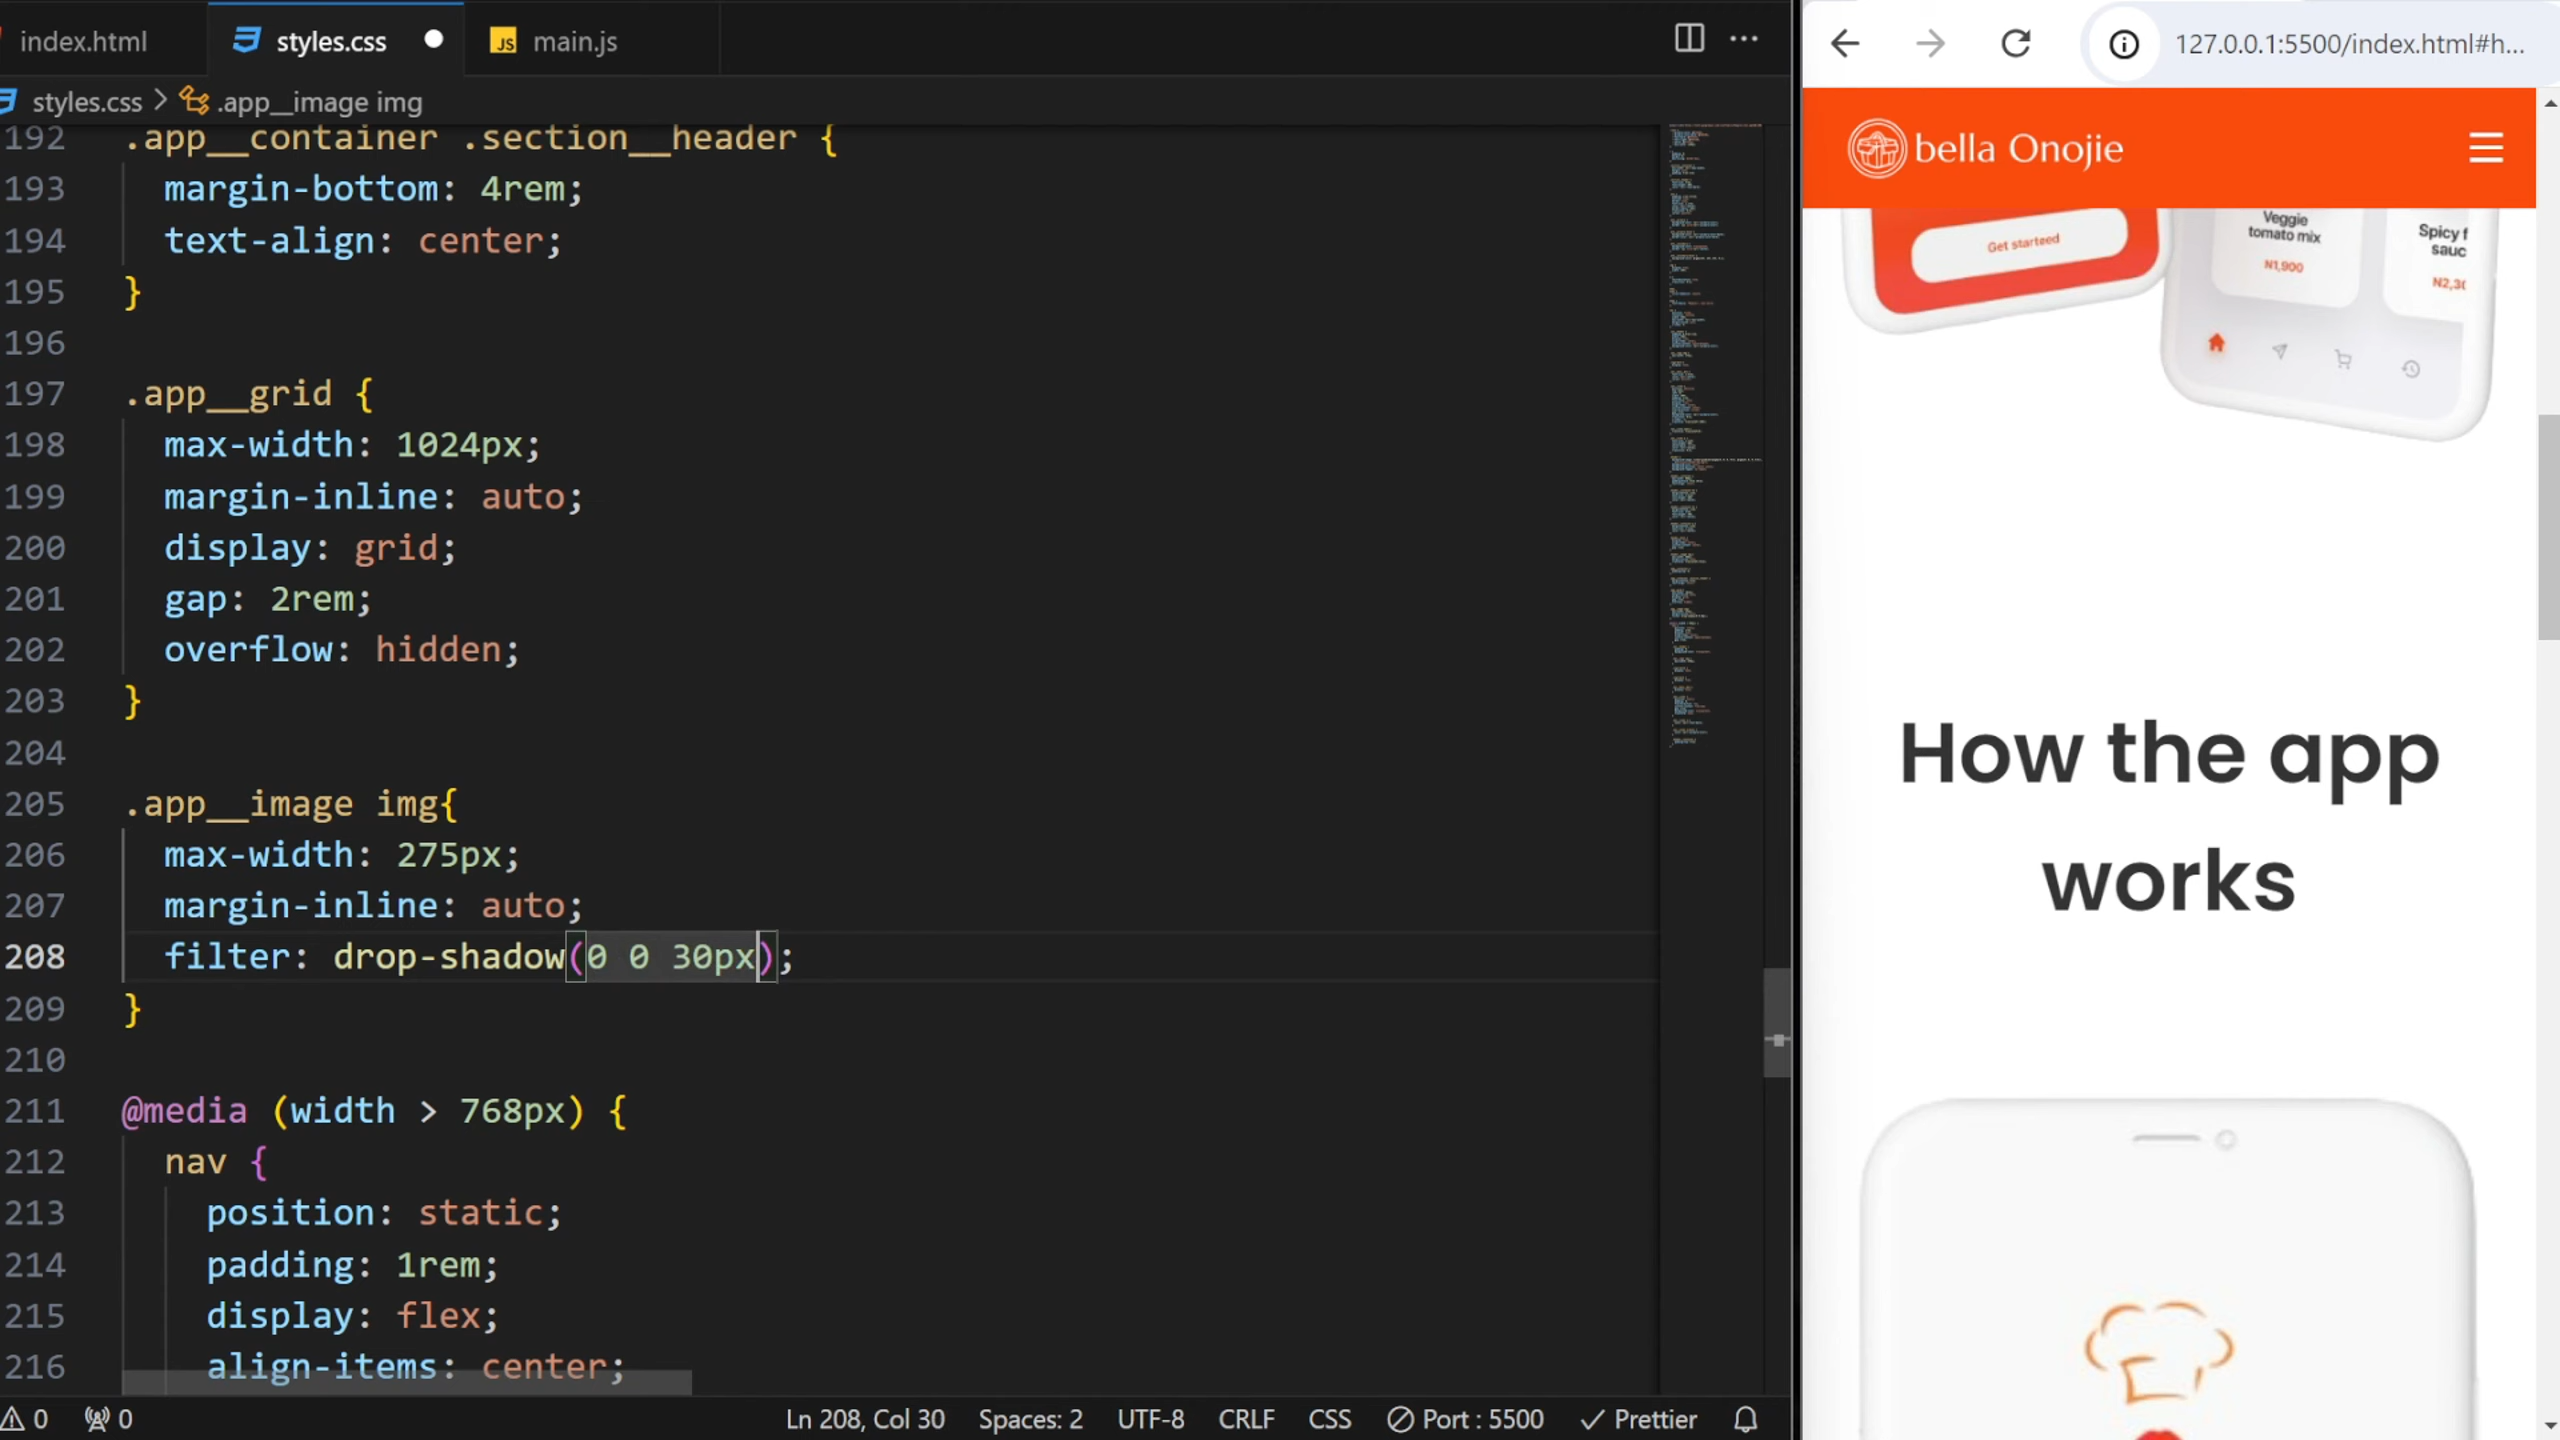 index.html
styles.css
main.js
styles.css > .app__image img
192 .app__container .section__header {
193 margin-bottom: 4rem;
194 text-align: center;
195 }
196
197 .app__grid {
198 max-width: 1024px;
199 margin-inline: auto;
200 display: grid;
201 gap: 2rem;
202 overflow: hidden;
203 }
204
205 .app__image img{
206 max-width: 275px;
207 margin-inline: auto;
208 filter: drop-shadow(0 0 30px);
209 }
210
211 @media (width > 768px) {
212 nav {
213 position: static;
214 padding: 1rem;
215 display: flex;
216 align-items: center;
0
0
Ln 208, Col 30
Spaces: 2
UTF-8
CRLF
CSS
Port : 5500
Prettier
127.0.0.1:5500/index.html#h...
bella Onojie
Get starteed
Veggie
tomato mix
N1,900
Spicy f
sauc
N2,30
How the app
works